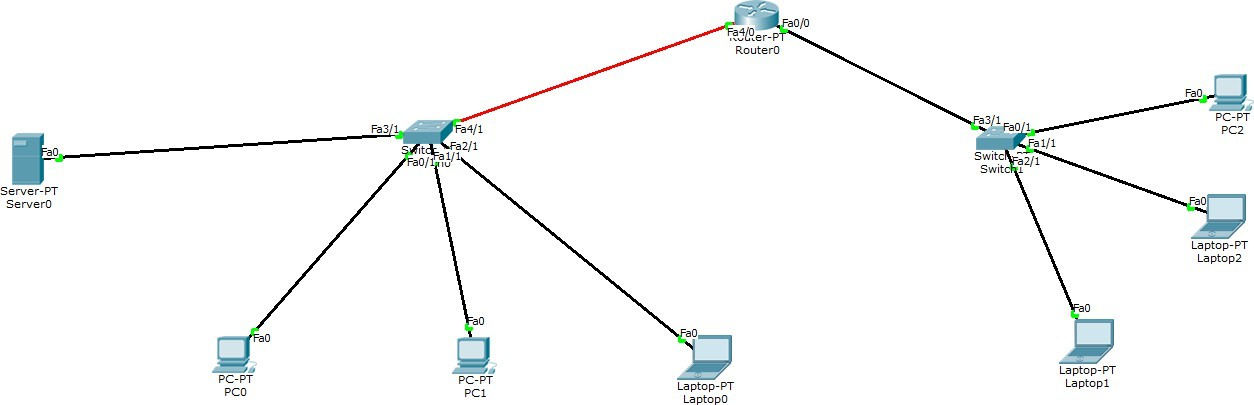 Fa0/0
Fa4/0
Router-PT
Router0
Fa0
PC-PT
PC2
Fa3/1
Fa0/1
Fa1/1
Fa2/1
Switch1
Fa0
Laptop-PT
Laptop2
Fa0
Laptop-PT
Laptop1
Fa3/1
Fa4/1
Fa2/1
Fa1/1
Fa0/1
Fa0
Server-PT
Server0
Fa0
PC-PT
PC0
Fa0
PC-PT
PC1
Fa0
Laptop-PT
Laptop0